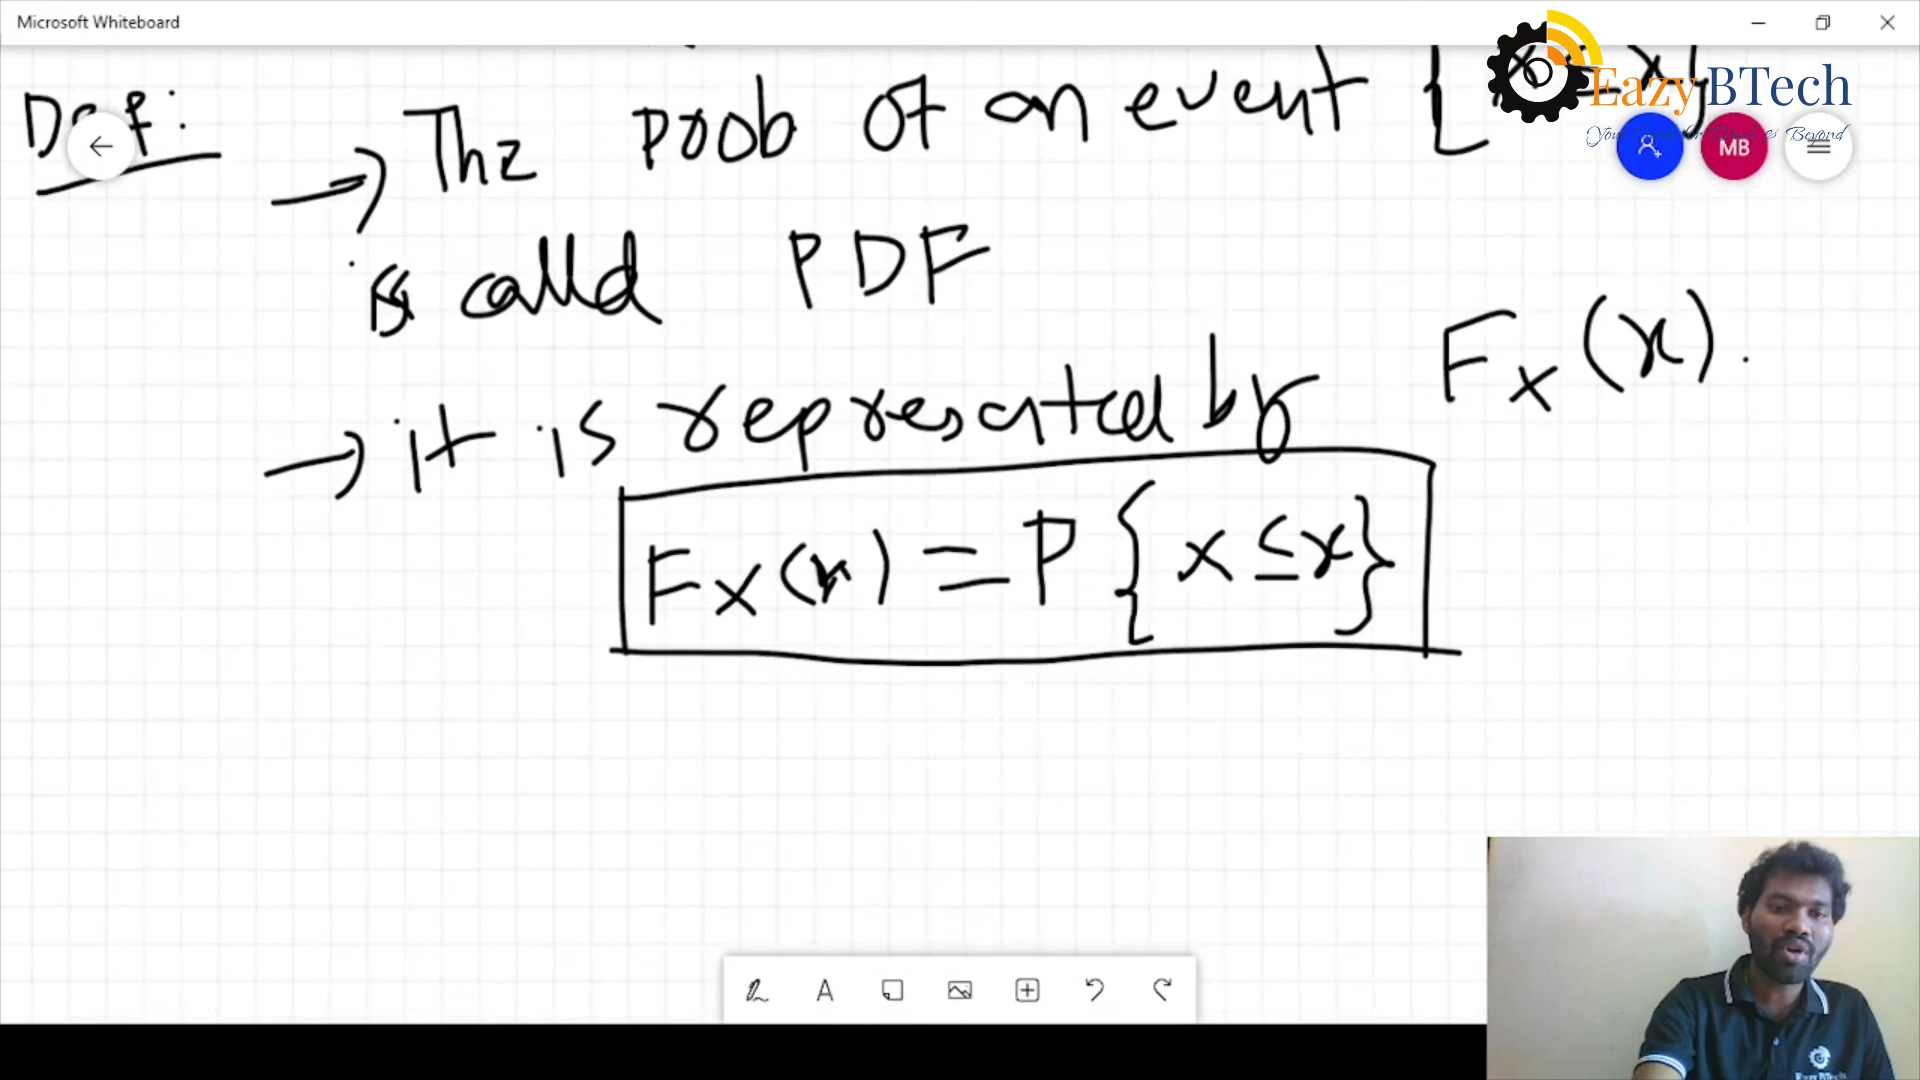 Microsoft Whiteboard
EazyBTech
Def:
→ The prob of an event {x ≤ x}
MB
is called PDF
→ it is represented by Fx(x).
Fx(x) = P{x ≤ x}
EazyBTech